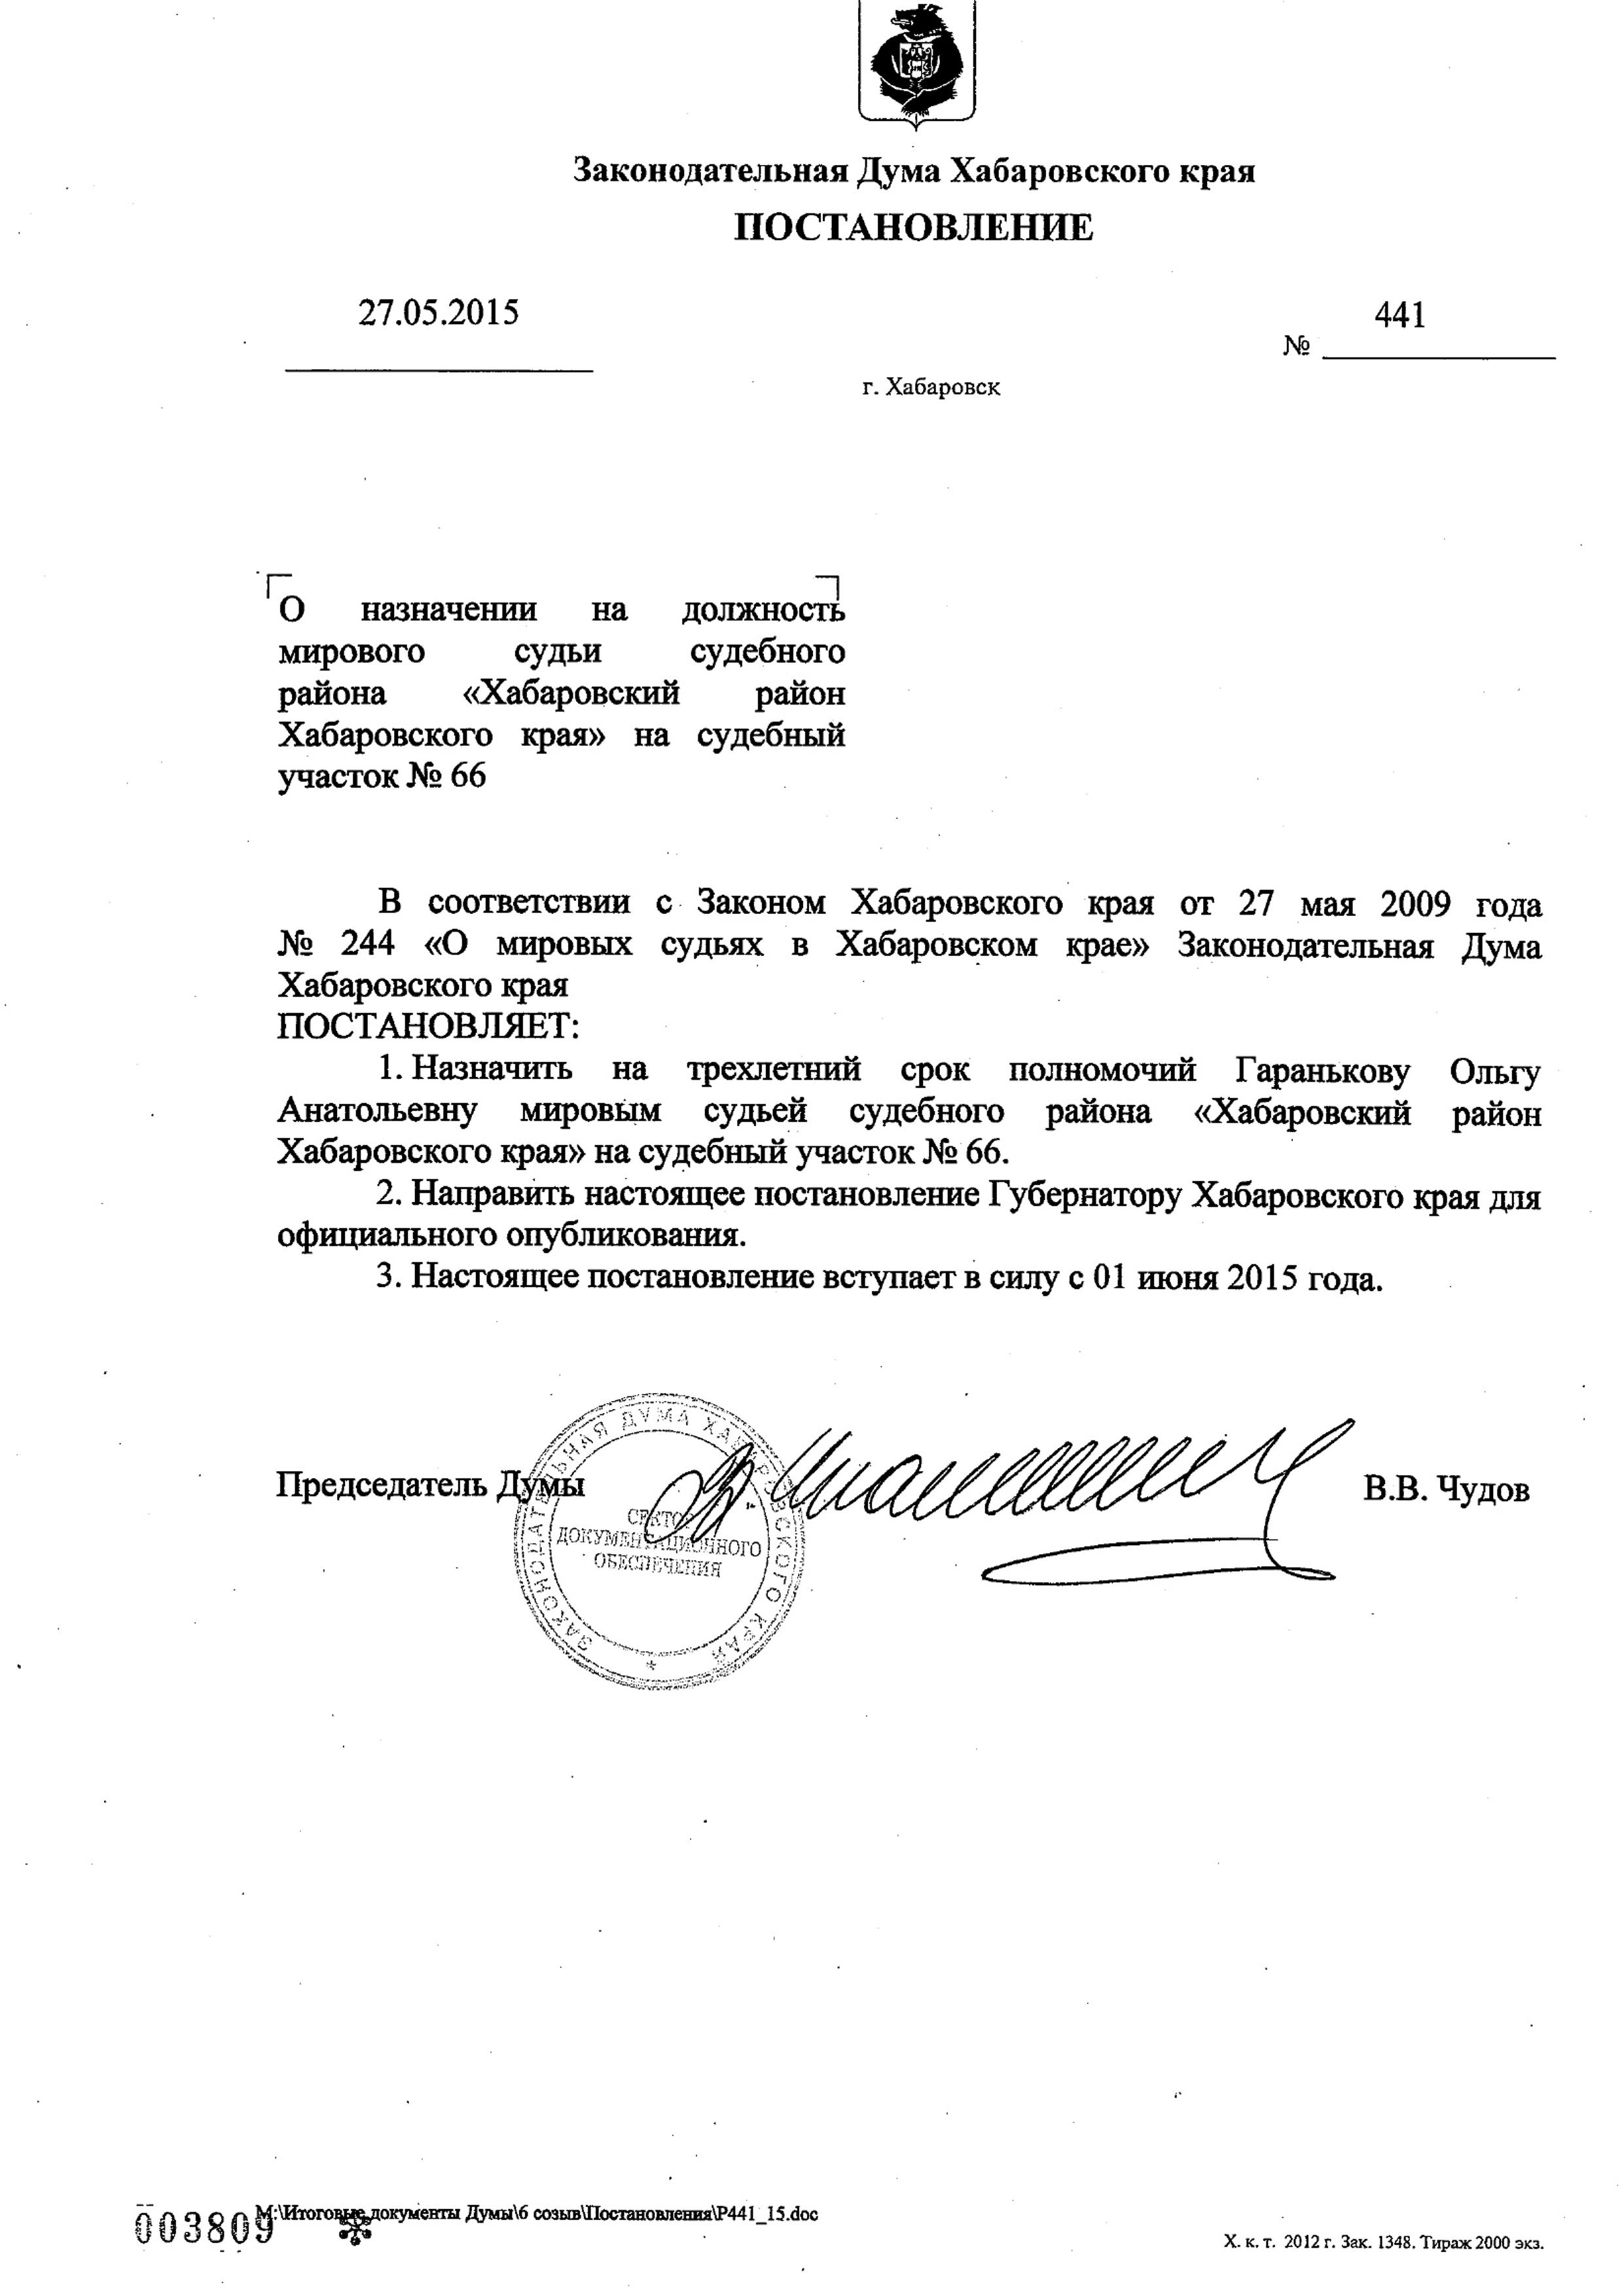 Законодательная Дума Хабаровского края
ПОСТАНОВЛЕНИЕ
27.05.2015
441
№
г. Хабаровск
О назначении на должность
мирового судьи судебного
района «Хабаровский район
Хабаровского края» на судебный
участок № 66
В соответствии с Законом Хабаровского края от 27 мая 2009 года
№ 244 «О мировых судьях в Хабаровском крае» Законодательная Дума
Хабаровского края
ПОСТАНОВЛЯЕТ:
1. Назначить на трехлетний срок полномочий Гаранькову Ольгу
Анатольевну мировым судьей судебного района «Хабаровский район
Хабаровского края» на судебный участок № 66.
2. Направить настоящее постановление Губернатору Хабаровского края для
официального опубликования.
3. Настоящее постановление вступает в силу с 01 июня 2015 года.
Председатель Думы
В.В. Чудов
ЗАКОНОДАТЕЛЬНАЯ ДУМА ХАБАРОВСКОГО КРАЯ
СЕКТОР
ДОКУМЕНТАЦИОННОГО
ОБЕСПЕЧЕНИЯ
003809
М:\Итоговые документы Думы\6 созыв\Постановления\Р441_15.doc
Х. к. т. 2012 г. Зак. 1348. Тираж 2000 экз.